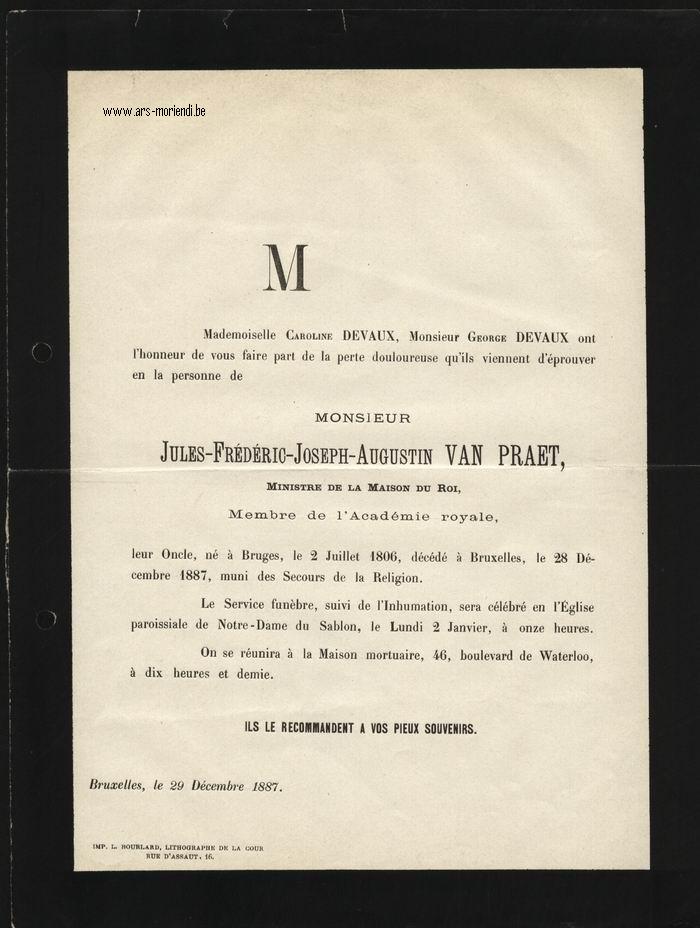 www.ars-moriendi.be
M
Mademoiselle CAROLINE DEVAUX, Monsieur GEORGE DEVAUX ont
l'honneur de vous faire part de la perte douloureuse qu'ils viennent d'éprouver
en la personne de
MONSIEUR
JULES-FRÉDÉRIC-JOSEPH-AUGUSTIN VAN PRAET,
MINISTRE DE LA MAISON DU ROI,
Membre de l'Académie royale,
leur Oncle, né à Bruges, le 2 Juillet 1806, décédé à Bruxelles, le 28 Dé-
cembre 1887, muni des Secours de la Religion.
Le Service funèbre, suivi de l'Inhumation, sera célébré en l'Église
paroissiale de Notre-Dame du Sablon, le Lundi 2 Janvier, à onze heures.
On se réunira à la Maison mortuaire, 46, boulevard de Waterloo,
à dix heures et demie.
ILS LE RECOMMANDENT A VOS PIEUX SOUVENIRS.
Bruxelles, le 29 Décembre 1887.
IMP. L. BOURLARD, LITHOGRAPHE DE LA COUR
RUE D'ASSAUT, 16.